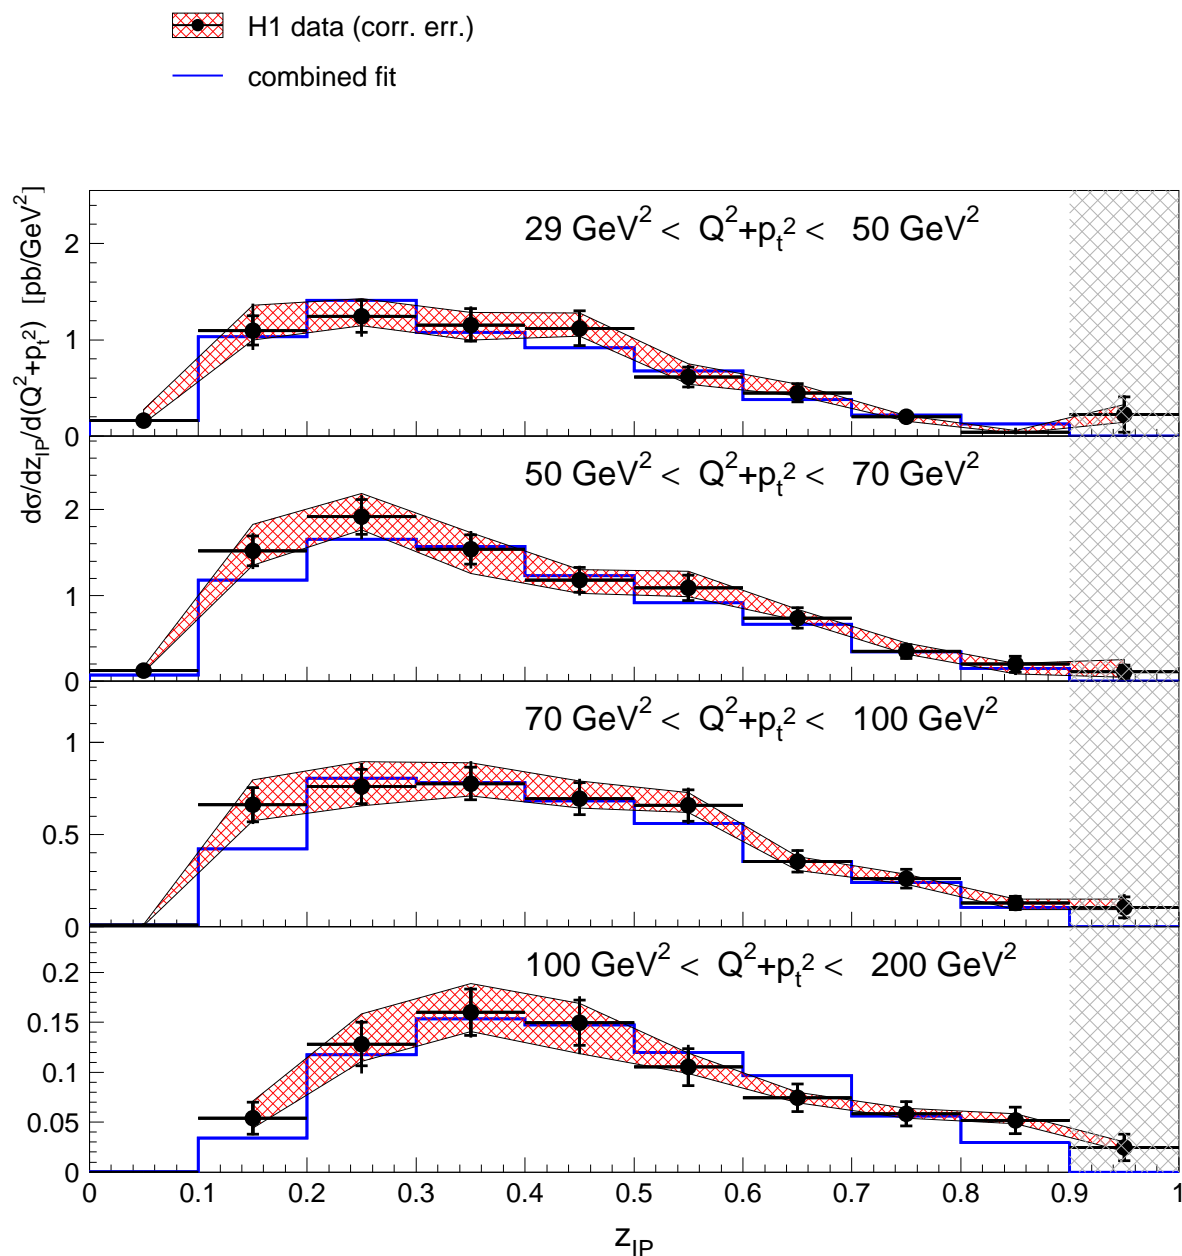 H1 data (corr. err.)
combined fit
dσ/dz_IP/d(Q²+p_t²) [pb/GeV²]
29 GeV² < Q²+p_t² < 50 GeV²
2
1
0
50 GeV² < Q²+p_t² < 70 GeV²
2
1
0
70 GeV² < Q²+p_t² < 100 GeV²
1
0.5
0
100 GeV² < Q²+p_t² < 200 GeV²
0.2
0.15
0.1
0.05
0
0 0.1 0.2 0.3 0.4 0.5 0.6 0.7 0.8 0.9 1
z_IP